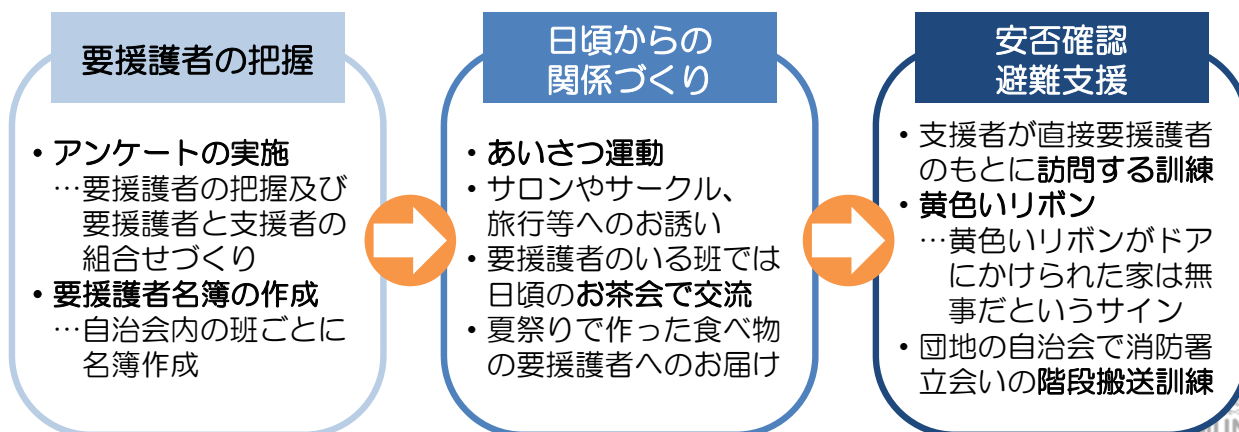 要援護者の把握
・アンケートの実施
…要援護者の把握及び
要援護者と支援者の
組合せづくり
・要援護者名簿の作成
…自治会内の班ごとに
名簿作成
日頃からの
関係づくり
・あいさつ運動
・サロンやサークル、
旅行等へのお誘い
・要援護者のいる班では
日頃のお茶会で交流
・夏祭りで作った食べ物
の要援護者へのお届け
安否確認
避難支援
・支援者が直接要援護者
のもとに訪問する訓練
・黄色いリボン
…黄色いリボンがドア
にかけられた家は無
事だというサイン
・団地の自治会で消防署
立会いの階段搬送訓練